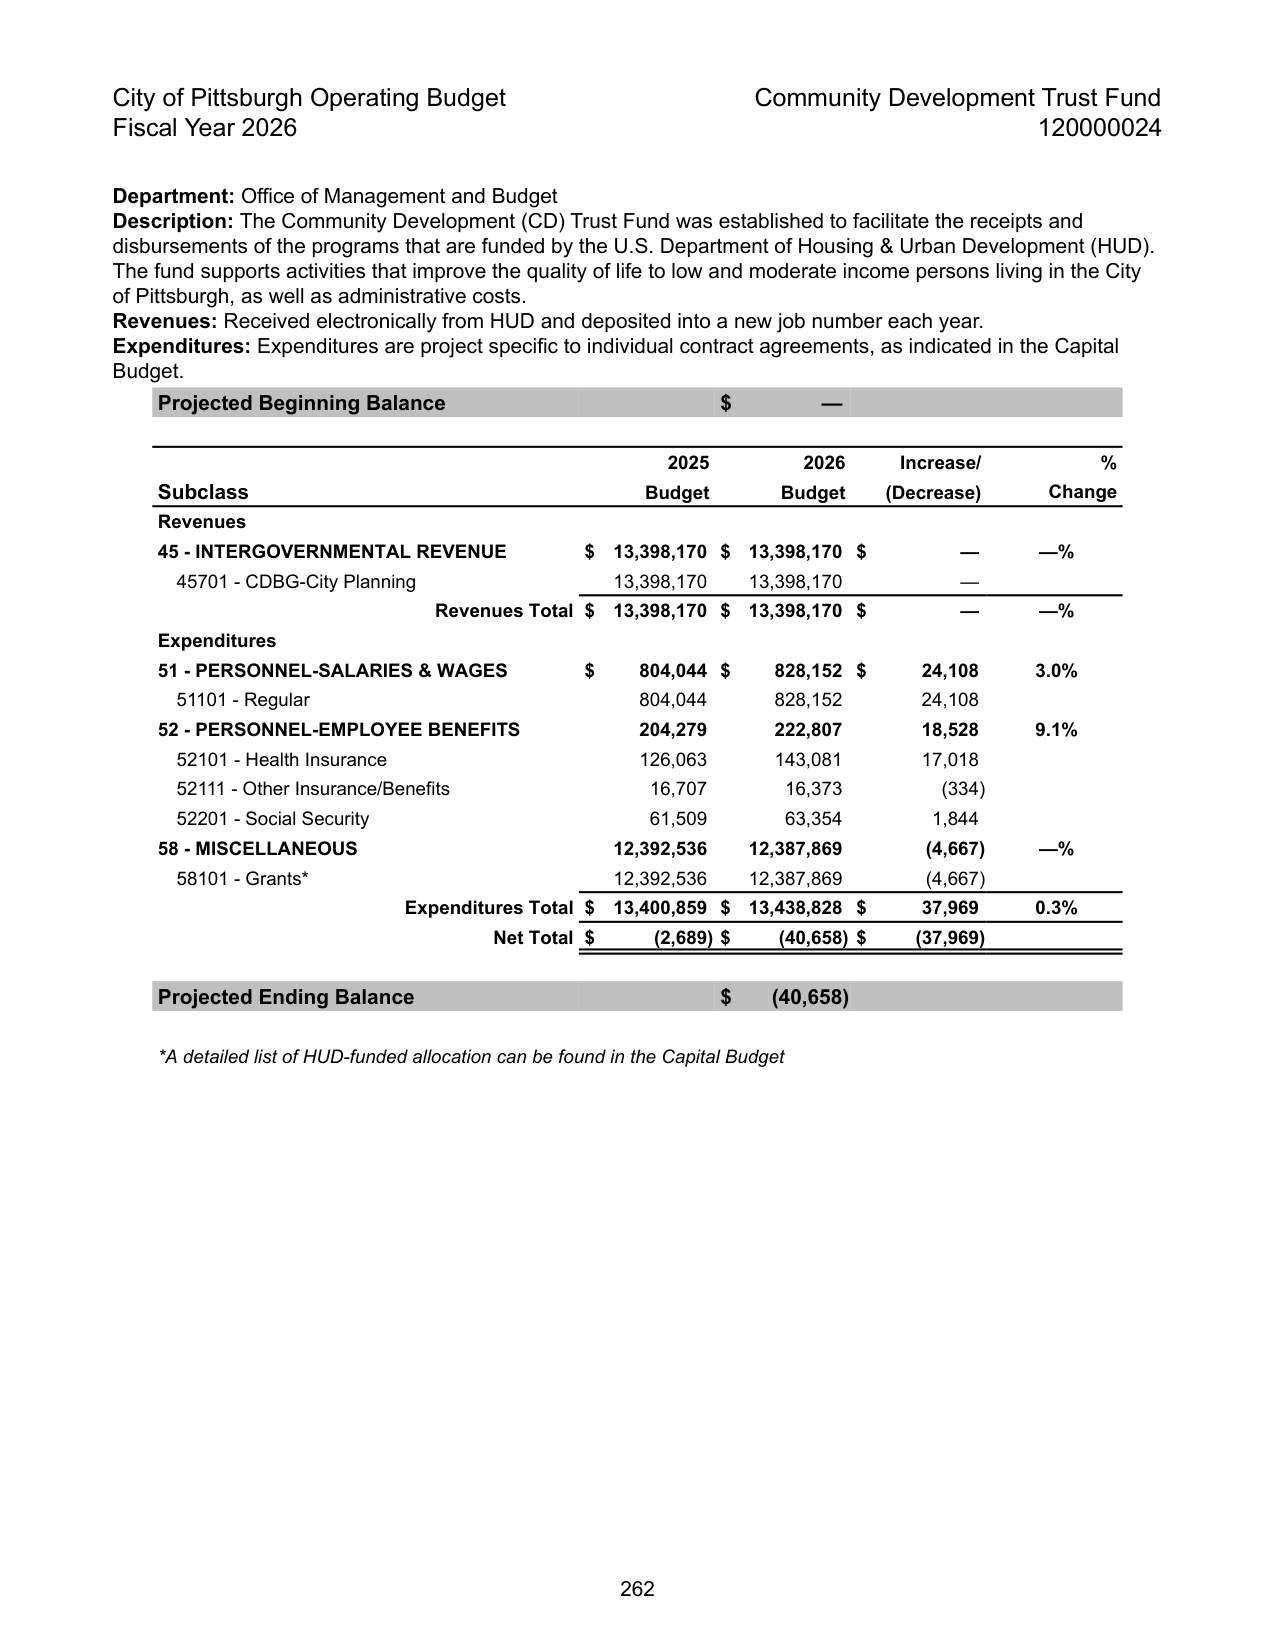 City of Pittsburgh Operating Budget Community Development Trust Fund
Fiscal Year 2026 120000024
Department: Office of Management and Budget
Description: The Community Development (CD) Trust Fund was established to facilitate the receipts and
disbursements of the programs that are funded by the U.S. Department of Housing & Urban Development (HUD).
The fund supports activities that improve the quality of life to low and moderate income persons living in the City
of Pittsburgh, as well as administrative costs.
Revenues: Received electronically from HUD and deposited into a new job number each year.
Expenditures: Expenditures are project specific to individual contract agreements, as indicated in the Capital
Budget.
Projected Beginning Balance $ —
2025 2026 Increase/ %
Subclass Budget Budget (Decrease) Change
Revenues
45 - INTERGOVERNMENTAL REVENUE $ 13,398,170 $ 13,398,170 $ — —%
45701 - CDBG-City Planning 13,398,170 13,398,170 —
Revenues Total $ 13,398,170 $ 13,398,170 $ — —%
Expenditures
51 - PERSONNEL-SALARIES & WAGES $ 804,044 $ 828,152 $ 24,108 3.0%
51101 - Regular 804,044 828,152 24,108
52 - PERSONNEL-EMPLOYEE BENEFITS 204,279 222,807 18,528 9.1%
52101 - Health Insurance 126,063 143,081 17,018
52111 - Other Insurance/Benefits 16,707 16,373 (334)
52201 - Social Security 61,509 63,354 1,844
58 - MISCELLANEOUS 12,392,536 12,387,869 (4,667) —%
58101 - Grants* 12,392,536 12,387,869 (4,667)
Expenditures Total $ 13,400,859 $ 13,438,828 $ 37,969 0.3%
Net Total $ (2,689) $ (40,658) $ (37,969)
Projected Ending Balance $ (40,658)
*A detailed list of HUD-funded allocation can be found in the Capital Budget
262